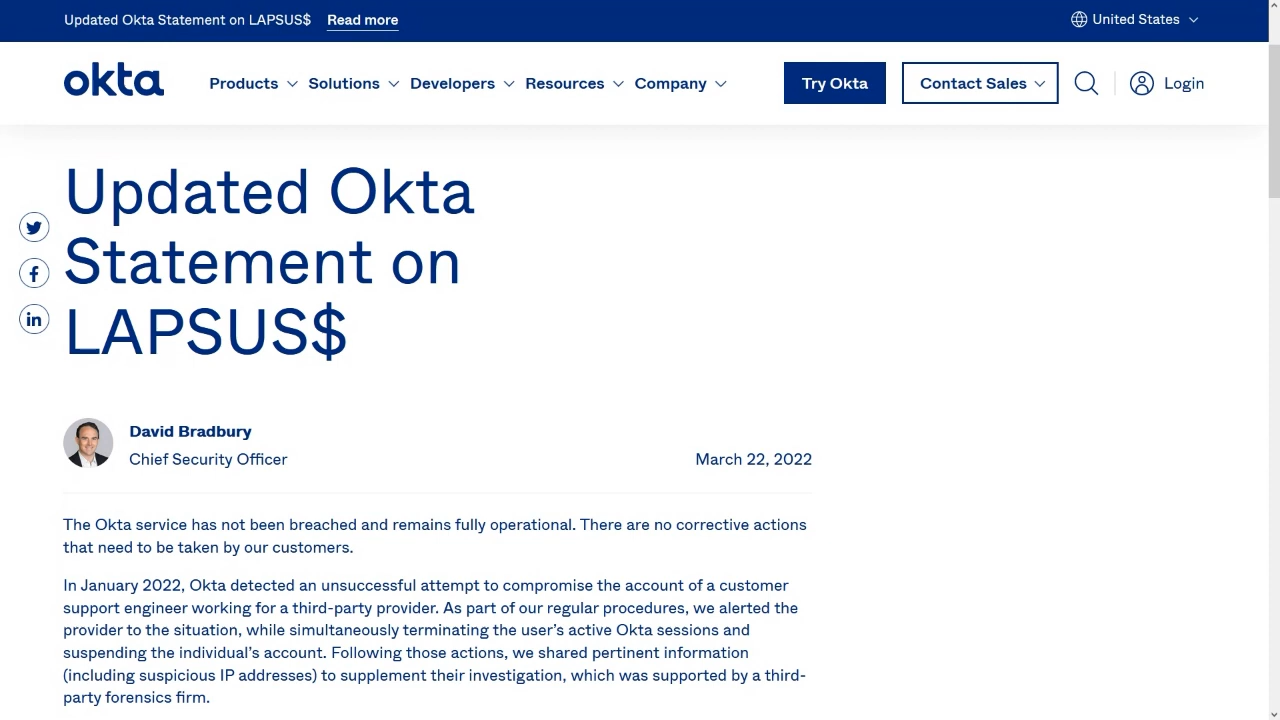 Updated Okta Statement on LAPSUS$ Read more
United States
okta
Products Solutions Developers Resources Company
Try Okta
Contact Sales
Login
Updated Okta
Statement on
LAPSUS$
David Bradbury
Chief Security Officer
March 22, 2022
The Okta service has not been breached and remains fully operational. There are no corrective actions
that need to be taken by our customers.
In January 2022, Okta detected an unsuccessful attempt to compromise the account of a customer
support engineer working for a third-party provider. As part of our regular procedures, we alerted the
provider to the situation, while simultaneously terminating the user’s active Okta sessions and
suspending the individual’s account. Following those actions, we shared pertinent information
(including suspicious IP addresses) to supplement their investigation, which was supported by a third-
party forensics firm.